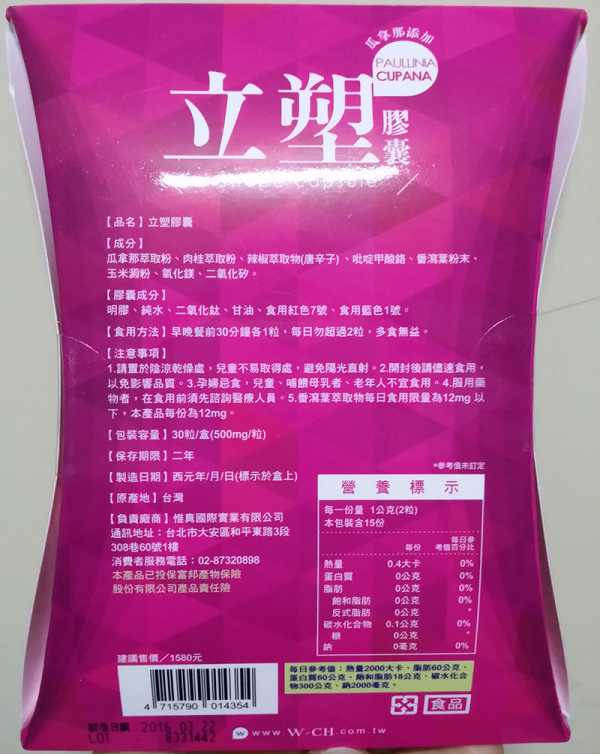 瓜拿那添加
PAULLINIA
CUPANA
立塑
膠囊
【品名】立塑膠囊
【成分】
瓜拿那萃取粉、肉桂萃取粉、辣椒萃取物(唐辛子)、吡啶甲酸鉻、番瀉葉粉末、
玉米澱粉、氧化鎂、二氧化矽。
【膠囊成分】
明膠、純水、二氧化鈦、甘油、食用紅色7號、食用藍色1號。
【食用方法】早晚餐前30分鐘各1粒，每日勿超過2粒，多食無益。
【注意事項】
1.請置於陰涼乾燥處，兒童不易取得處，避免陽光直射。2.開封後請儘速食用，
以免影響品質。3.孕婦忌食，兒童、哺餵母乳者、老年人不宜食用。4.服用藥
物者，在食用前須先諮詢醫療人員。5.番瀉葉萃取物每日食用限量為12mg 以
下，本產品每份為12mg。
【包裝容量】30粒/盒(500mg/粒)
【保存期限】二年
【製造日期】西元年/月/日(標示於盒上)
【原產地】台灣
【負責廠商】惟真國際實業有限公司
通訊地址：台北市大安區和平東路3段
308巷60號1樓
消費者服務電話：02-87320898
本產品已投保富邦產物保險
股份有限公司產品責任險
*參考值未訂定
營養標示
每一份量 1公克(2粒)
本包裝含15份
每份 每日參考值百分比
熱量 0.4大卡 0%
蛋白質 0公克 0%
脂肪 0公克 0%
飽和脂肪 0公克 0%
反式脂肪 0公克 *
碳水化合物 0.1公克 0%
糖 0公克 *
鈉 0毫克 0%
每日參考值：熱量2000大卡、脂肪60公克、
蛋白質60公克、飽和脂肪18公克、碳水化合
物300公克、鈉2000毫克。
建議售價／1580元
4 715790 014354
2016.03.22
LOT 8331442
www.W-CH.com.tw
食品